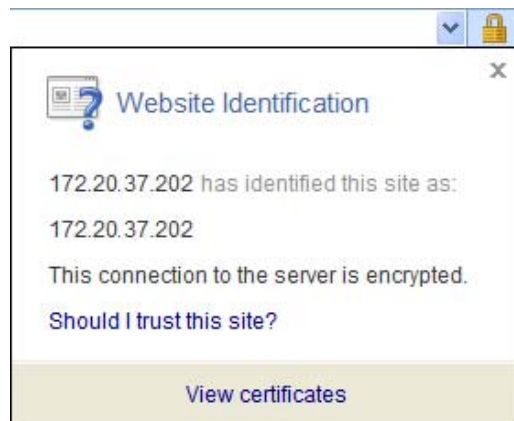 Website Identification
172.20.37.202 has identified this site as:
172.20.37.202
This connection to the server is encrypted.
Should I trust this site?
View certificates